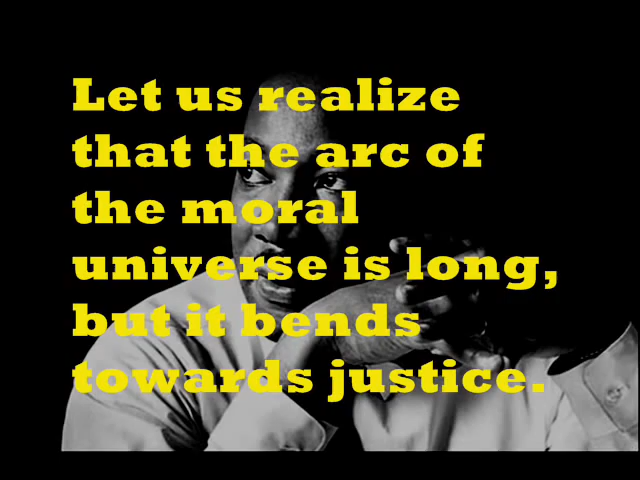 Let us realize
that the arc of
the moral
universe is long,
but it bends
towards justice.